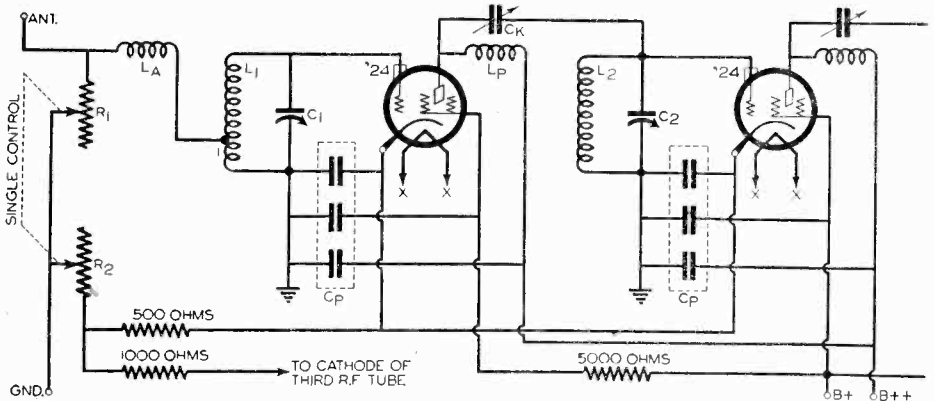 ANT.
LA
R1
SINGLE CONTROL
R2
500 OHMS
1000 OHMS
GND.
TO CATHODE OF
THIRD R.F TUBE
L1
1
C1
CP
'24
X X
CK
LP
L2
C2
CP
'24
X X
5000 OHMS
B+
B++